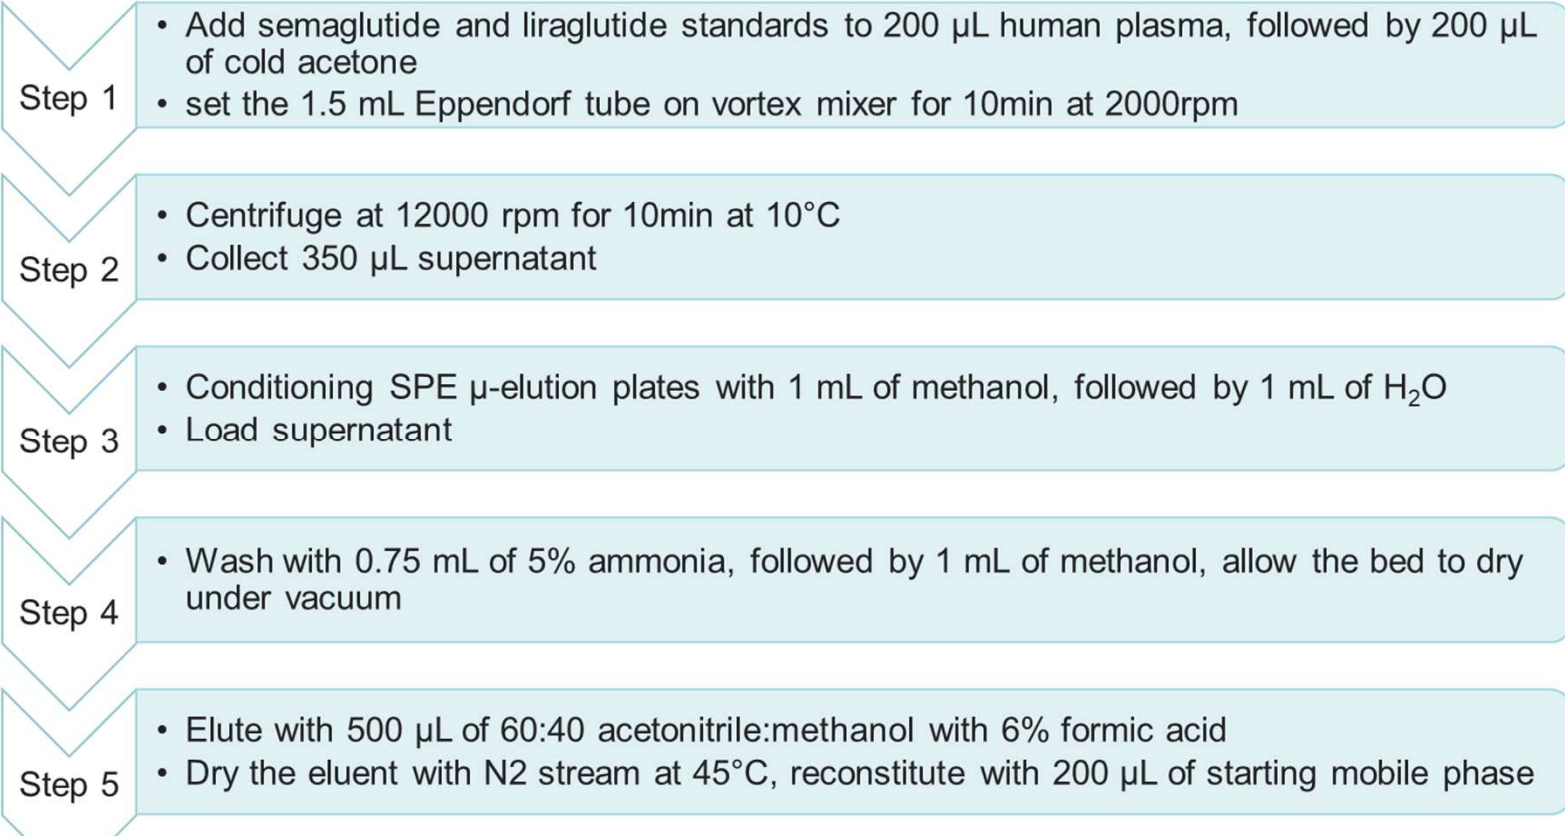 Step 1
• Add semaglutide and liraglutide standards to 200 µL human plasma, followed by 200 µL
of cold acetone
• set the 1.5 mL Eppendorf tube on vortex mixer for 10min at 2000rpm
Step 2
• Centrifuge at 12000 rpm for 10min at 10°C
• Collect 350 µL supernatant
Step 3
• Conditioning SPE µ-elution plates with 1 mL of methanol, followed by 1 mL of H₂O
• Load supernatant
Step 4
• Wash with 0.75 mL of 5% ammonia, followed by 1 mL of methanol, allow the bed to dry
under vacuum
Step 5
• Elute with 500 µL of 60:40 acetonitrile:methanol with 6% formic acid
• Dry the eluent with N2 stream at 45°C, reconstitute with 200 µL of starting mobile phase